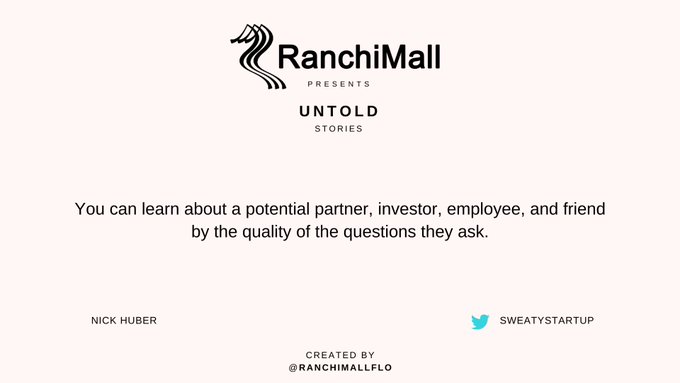 RanchiMall
PRESENTS
UNTOLD
STORIES
You can learn about a potential partner, investor, employee, and friend
by the quality of the questions they ask.
NICK HUBER
SWEATYSTARTUP
CREATED BY
@RANCHIMALLFLO